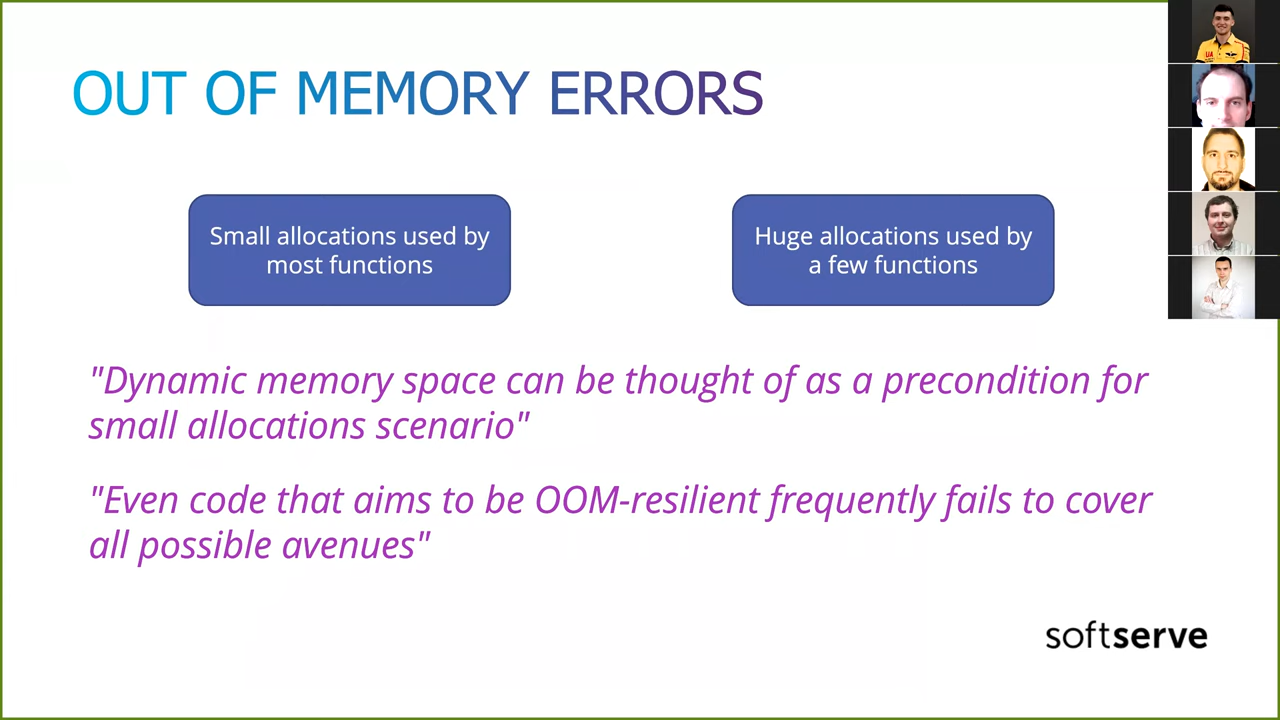 OUT OF MEMORY ERRORS
Small allocations used by
most functions
Huge allocations used by
a few functions
"Dynamic memory space can be thought of as a precondition for
small allocations scenario"
"Even code that aims to be OOM-resilient frequently fails to cover
all possible avenues"
softserve
UA